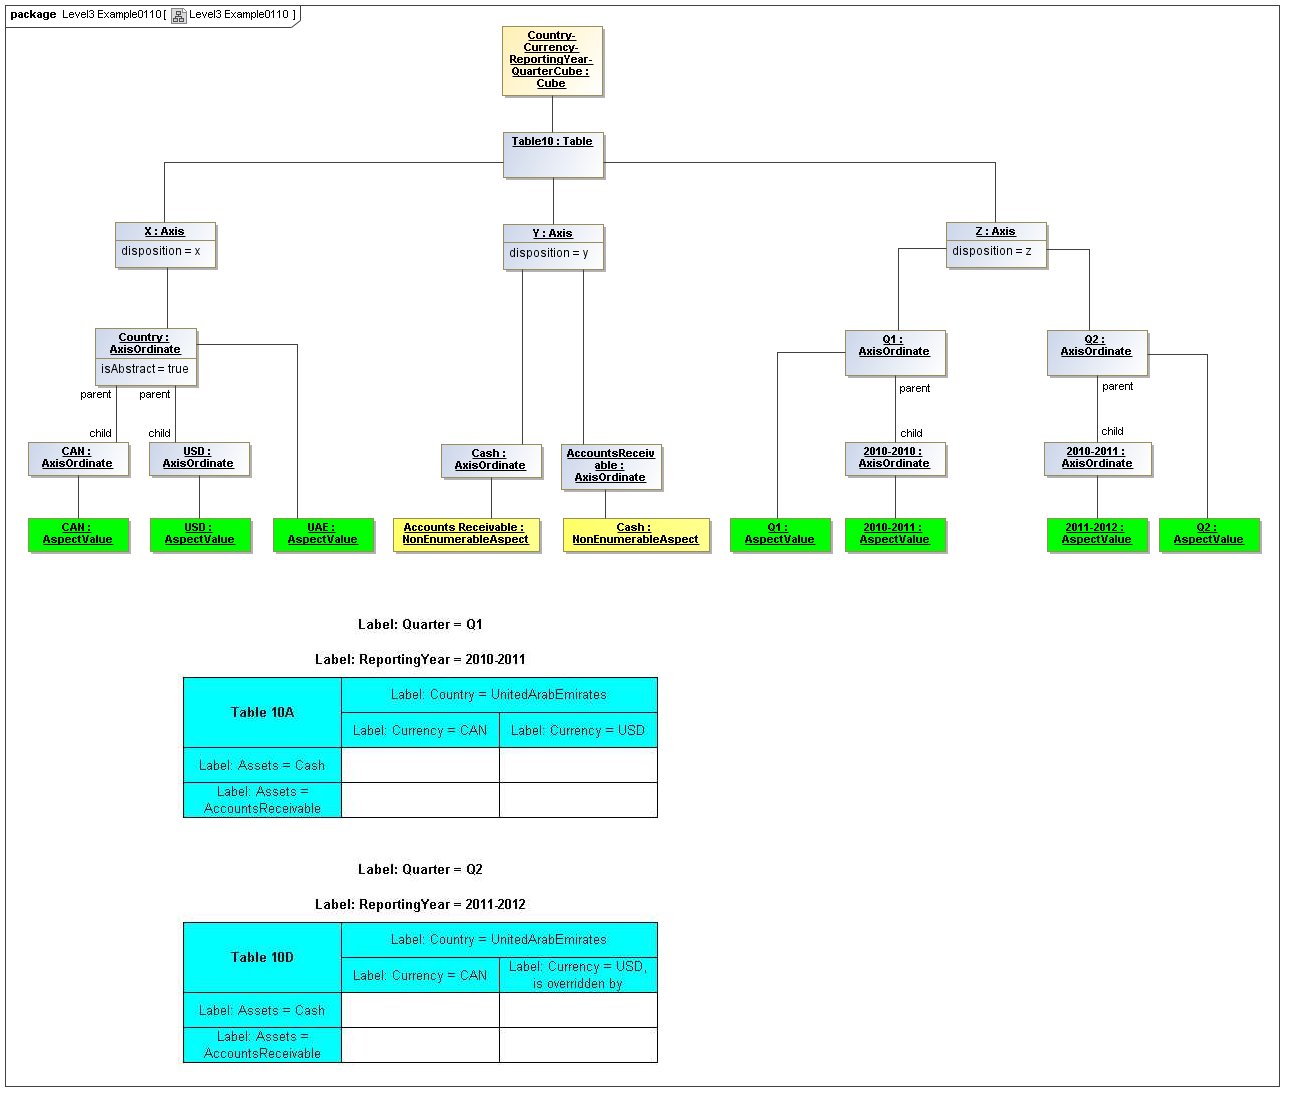 package Level3 Example0110 [ Level3 Example0110 ]
Country-
Currency-
ReportingYear-
QuarterCube :
Cube
Table10 : Table
X : Axis
disposition = x
Y : Axis
disposition = y
Z : Axis
disposition = z
Country :
AxisOrdinate
isAbstract = true
Q1 :
AxisOrdinate
Q2 :
AxisOrdinate
parent
parent
parent
parent
child
child
child
child
CAN :
AxisOrdinate
USD :
AxisOrdinate
Cash :
AxisOrdinate
AccountsReceiv
able :
AxisOrdinate
2010-2010 :
AxisOrdinate
2010-2011 :
AxisOrdinate
CAN :
AspectValue
USD :
AspectValue
UAE :
AspectValue
Accounts Receivable :
NonEnumerableAspect
Cash :
NonEnumerableAspect
Q1 :
AspectValue
2010-2011 :
AspectValue
2011-2012 :
AspectValue
Q2 :
AspectValue
Label: Quarter = Q1
Label: ReportingYear = 2010-2011
Table 10A
Label: Country = UnitedArabEmirates
Label: Currency = CAN
Label: Currency = USD
Label: Assets = Cash
Label: Assets =
AccountsReceivable
Label: Quarter = Q2
Label: ReportingYear = 2011-2012
Table 10D
Label: Country = UnitedArabEmirates
Label: Currency = CAN
Label: Currency = USD,
is overridden by
Label: Assets = Cash
Label: Assets =
AccountsReceivable